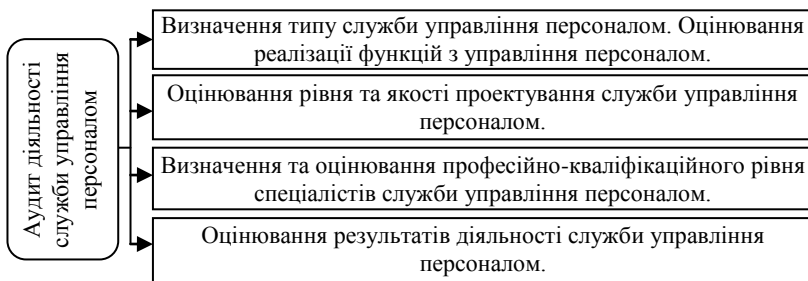 Аудит діяльності
служби управління
персоналом
Визначення типу служби управління персоналом. Оцінювання
реалізації функцій з управління персоналом.
Оцінювання рівня та якості проектування служби управління
персоналом.
Визначення та оцінювання професійно-кваліфікаційного рівня
спеціалістів служби управління персоналом.
Оцінювання результатів діяльності служби управління
персоналом.